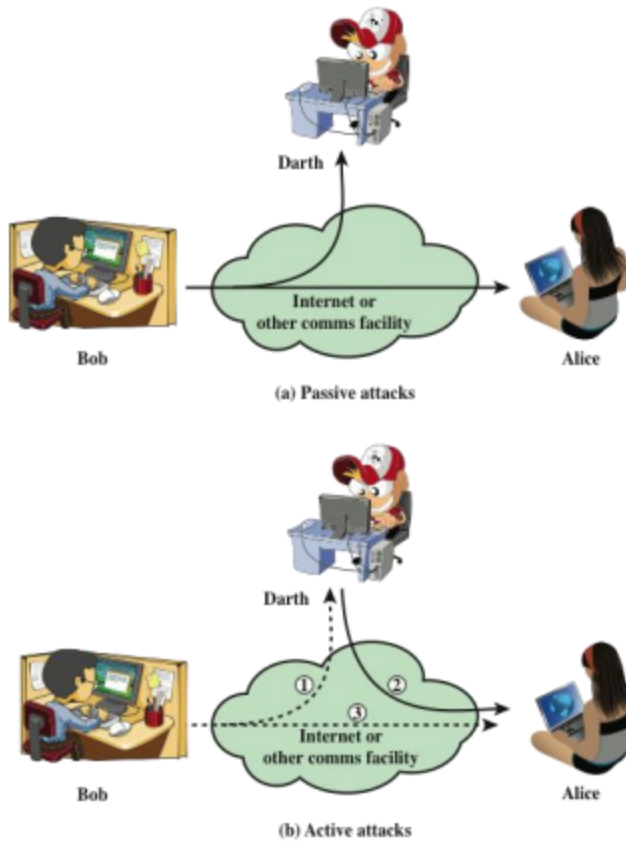 Darth
Internet or
other comms facility
Bob
Alice
(a) Passive attacks
Darth
1
2
3
Internet or
other comms facility
Bob
Alice
(b) Active attacks